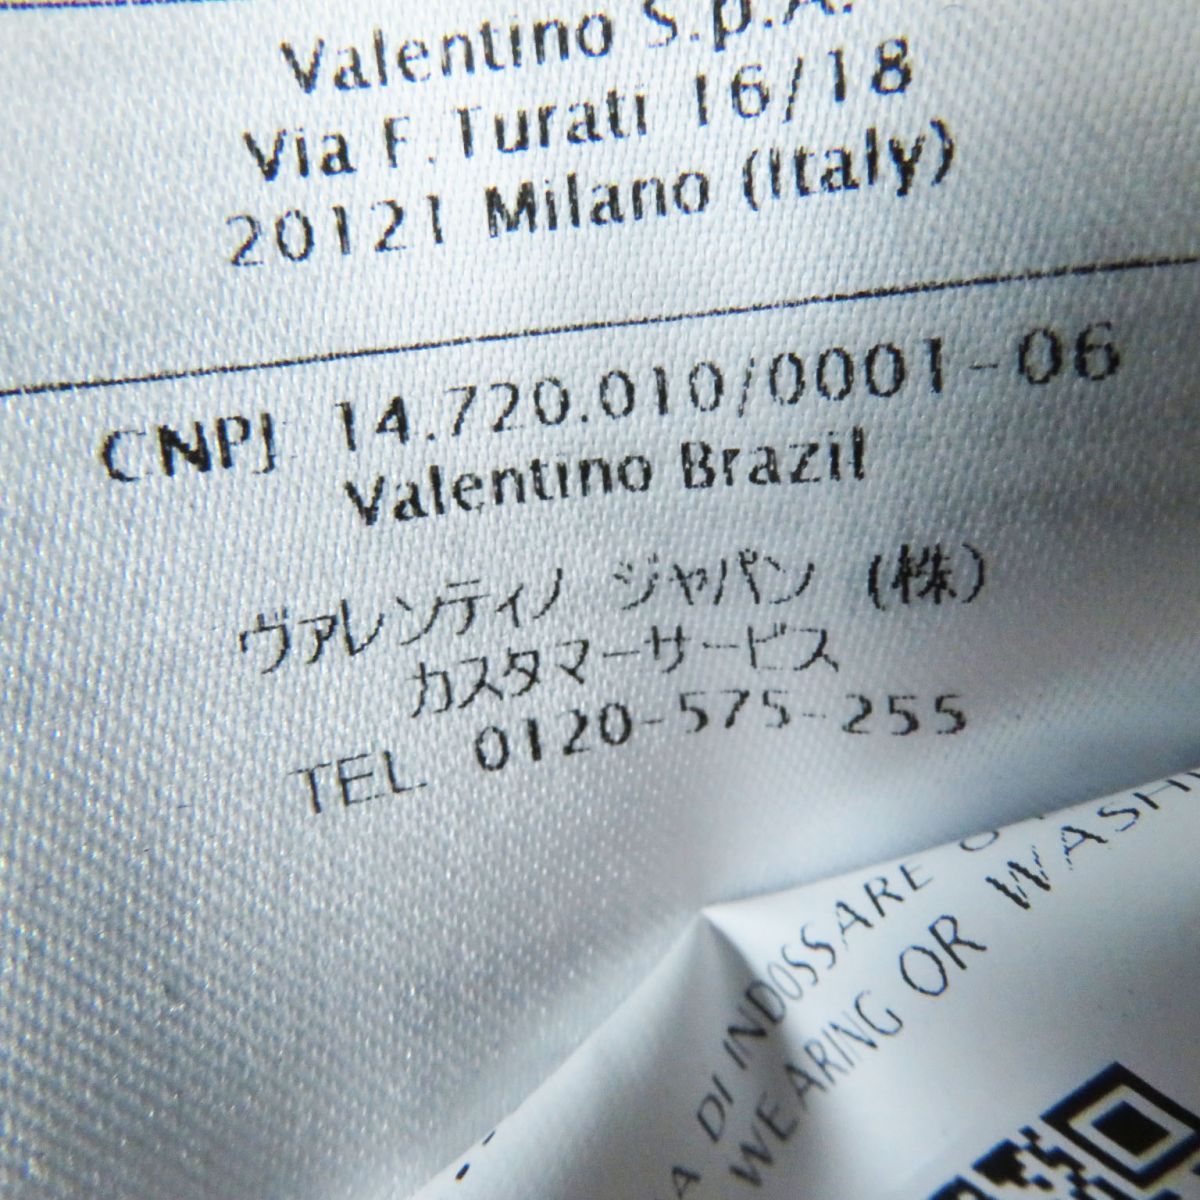 Valentino S.p.A.
Via F. Turati 16/18
20121 Milano (Italy)
CNPJ 14.720.010/0001-06
Valentino Brazil
ヴァレンティノ ジャパン (株)
カスタマーサービス
TEL 0120-575-255
A DI INDOSSARE O
WEARING OR